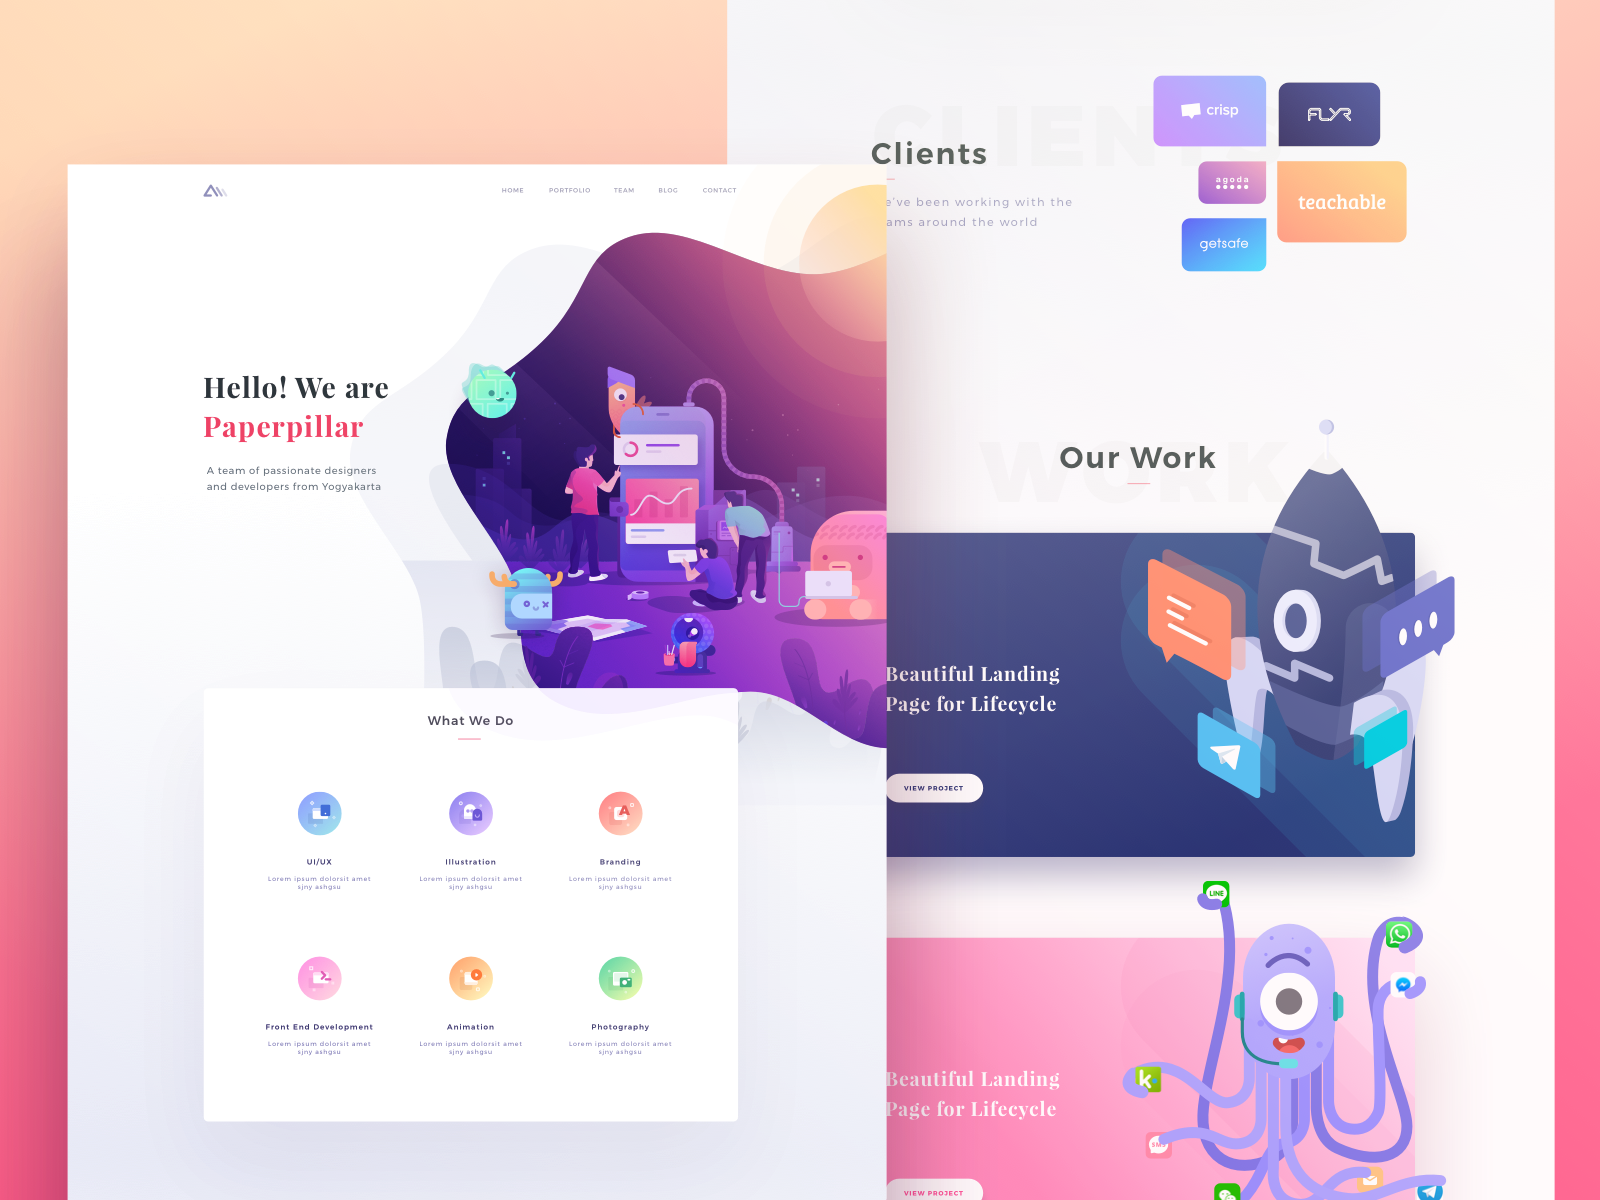 HOME PORTFOLIO TEAM BLOG CONTACT
Hello! We are
Paperpillar
A team of passionate designers
and developers from Yogyakarta
What We Do
UI/UX
Lorem ipsum dolorsit amet
sjny ashgsu
Illustration
Lorem ipsum dolorsit amet
sjny ashgsu
Branding
Lorem ipsum dolorsit amet
sjny ashgsu
Front End Development
Lorem ipsum dolorsit amet
sjny ashgsu
Animation
Lorem ipsum dolorsit amet
sjny ashgsu
Photography
Lorem ipsum dolorsit amet
sjny ashgsu
Clients
e've been working with the
ams around the world
crisp
FLYR
agoda
teachable
getsafe
WORK
Our Work
Beautiful Landing
Page for Lifecycle
VIEW PROJECT
LINE
Beautiful Landing
Page for Lifecycle
k
SMS
VIEW PROJECT